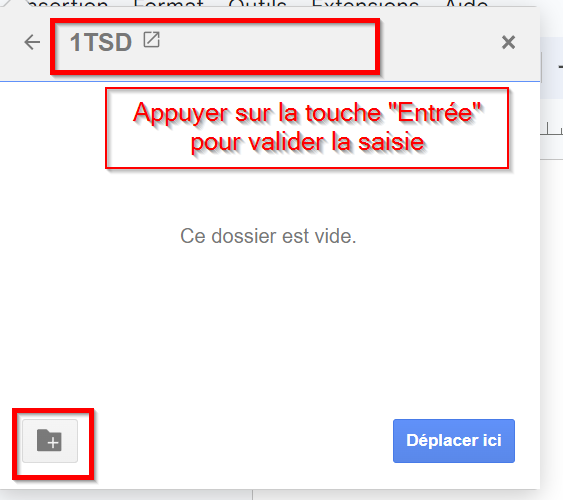 Insertion Format Outils Extensions Aide
1TSD
Appuyer sur la touche "Entrée"
pour valider la saisie
Ce dossier est vide.
Déplacer ici